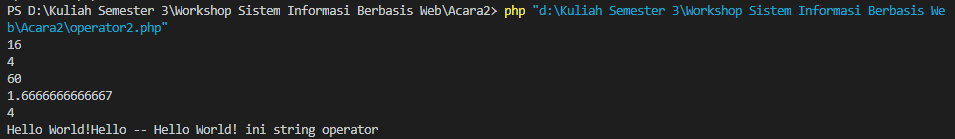 PS D:\Kuliah Semester 3\Workshop Sistem Informasi Berbasis Web\Acara2> php "d:\Kuliah Semester 3\Workshop Sistem Informasi Berbasis We
b\Acara2\operator2.php"
16
4
60
1.6666666666667
4
Hello World!Hello -- Hello World! ini string operator